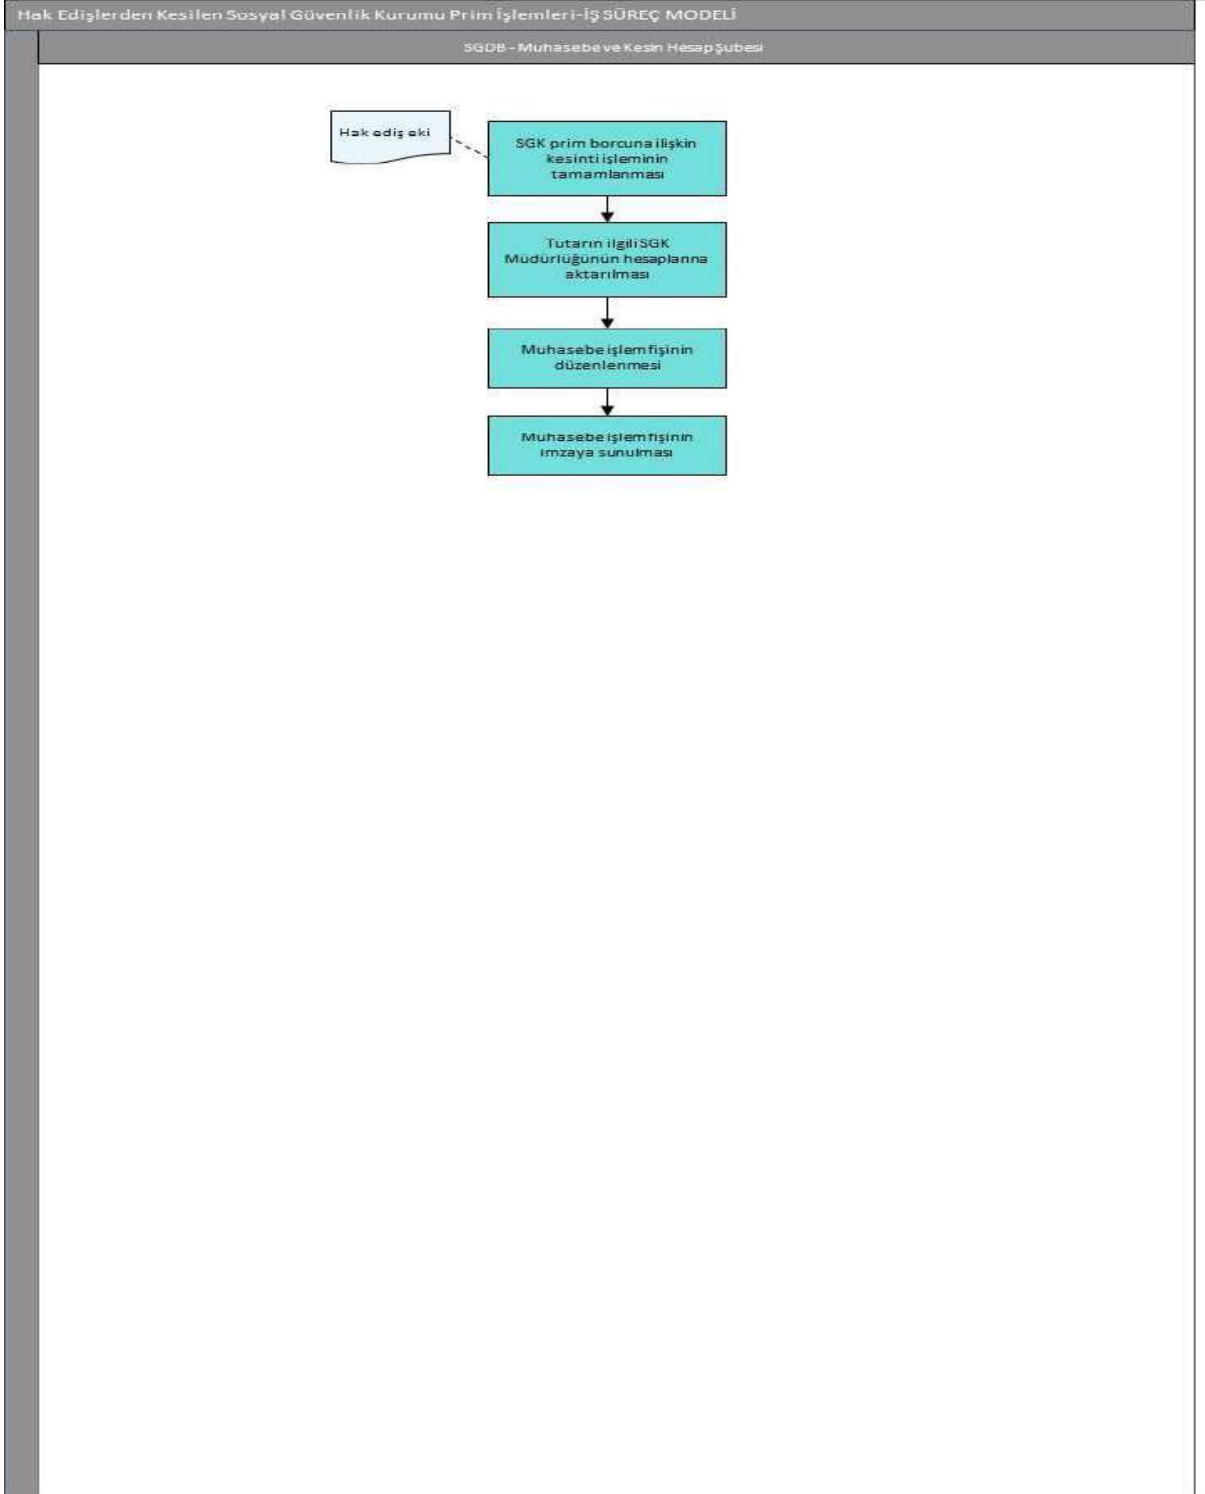 Hak Edişlerden Kesilen Sosyal Güvenlik Kurumu Prim İşlemleri-İŞ SÜREÇ MODELİ
SGDB - Muhasebe ve Kesin Hesap Şubesi
Hak ediş eki
SGK prim borcuna ilişkin
kesinti işleminin
tamamlanması
Tutarın ilgili SGK
Müdürlüğünün hesaplarına
aktarılması
Muhasebe işlem fişinin
düzenlenmesi
Muhasebe işlem fişinin
imzaya sunulması